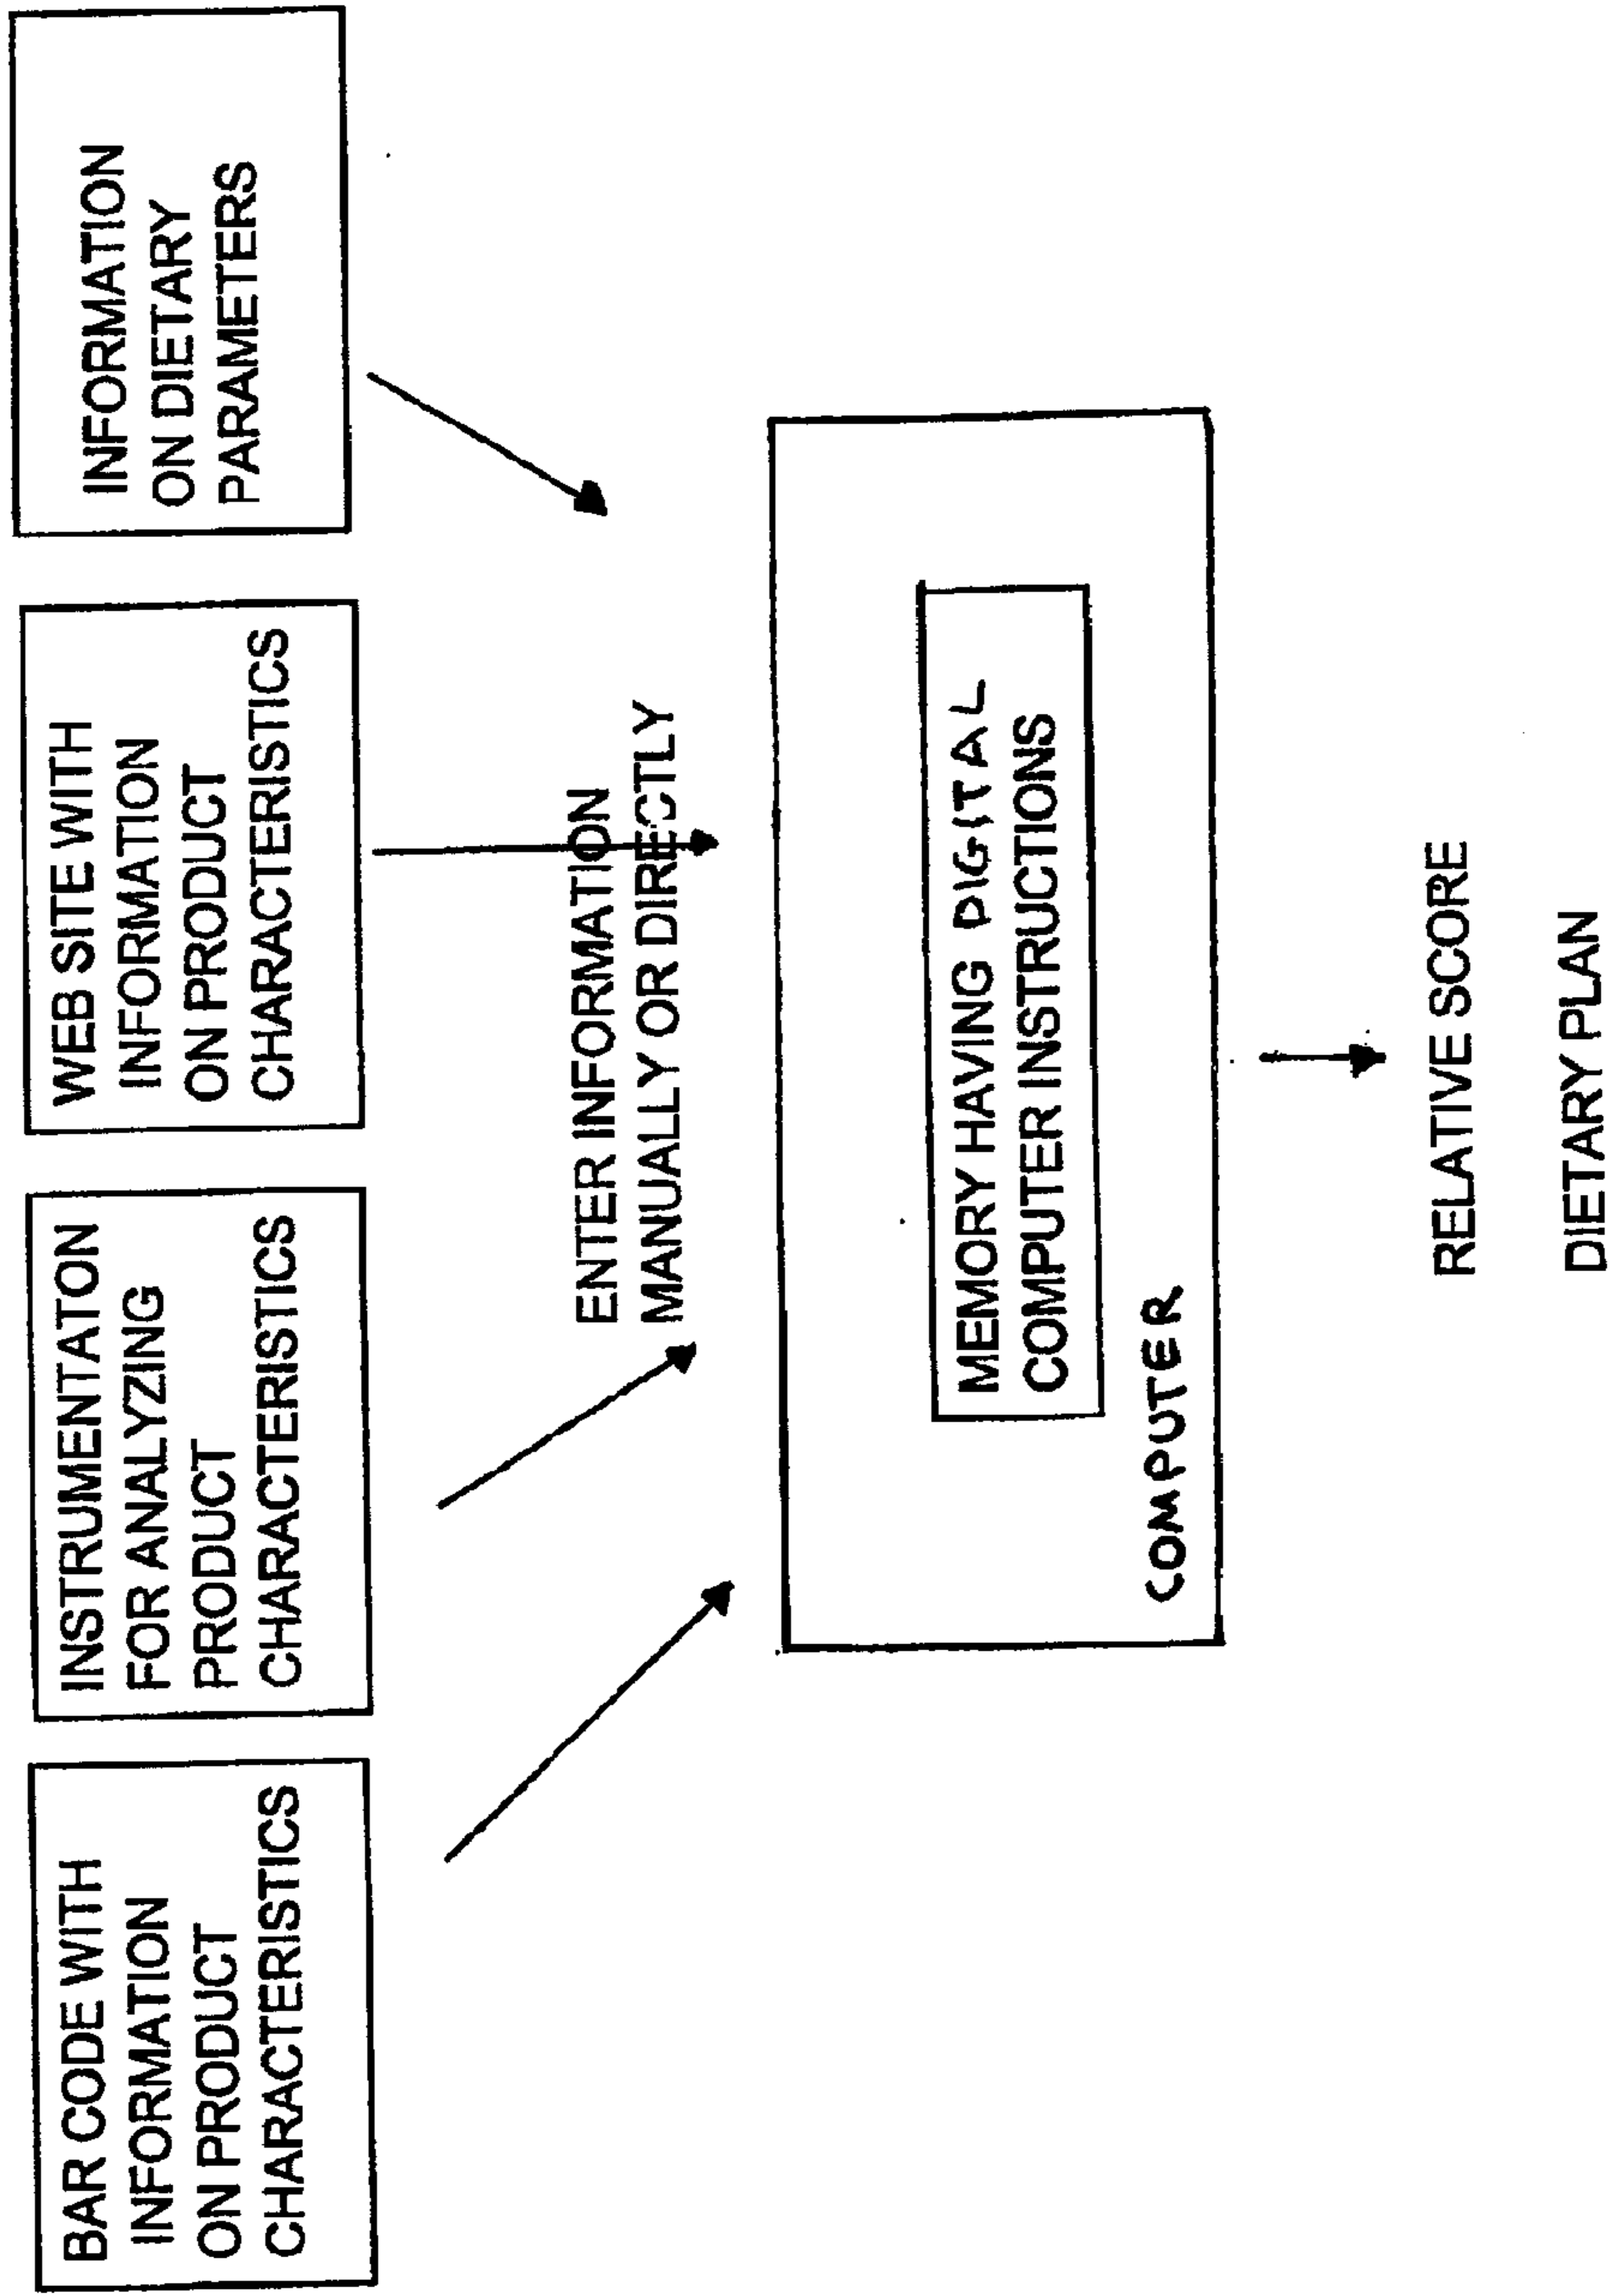 BAR CODE WITH
INFORMATION
ON PRODUCT
CHARACTERISTICS
INSTRUMENTATON
FOR ANALYZING
PRODUCT
CHARACTERISTICS
WEB SITE WITH
INFORMATION
ON PRODUCT
CHARACTERISTICS
INFORMATION
ON DIETARY
PARAMETERS
ENTER INFORMATION
MANUALLY OR DIRECTLY
MEMORY HAVING DIGITAL
COMPUTER INSTRUCTIONS
COMPUTER
RELATIVE SCORE
DIETARY PLAN